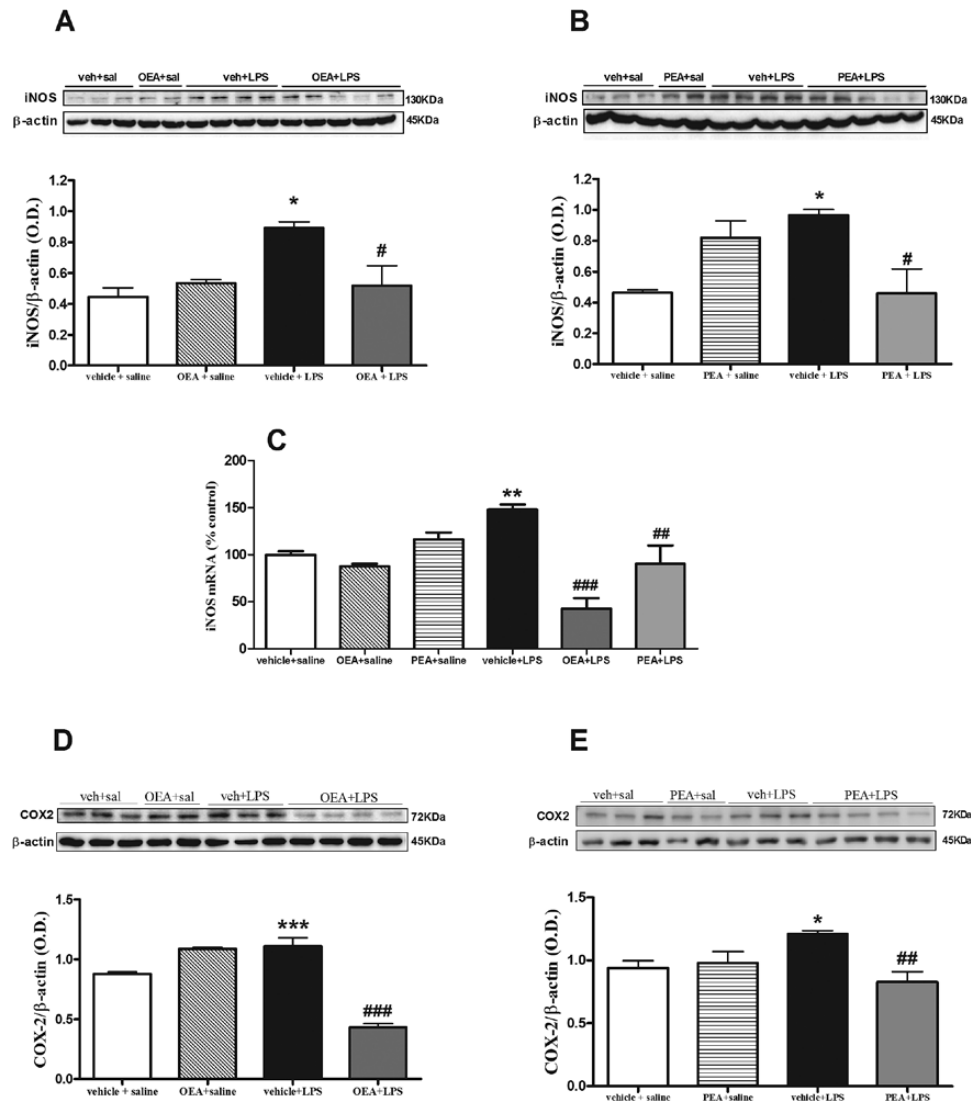 A
veh+sal OEA+sal veh+LPS OEA+LPS
iNOS 130KDa
β-actin 45KDa
iNOS/β-actin (O.D.)
1.2
1.0
0.8
0.6
0.4
0.2
0.0
*
#
vehicle + saline OEA + saline vehicle + LPS OEA + LPS
B
veh+sal PEA+sal veh+LPS PEA+LPS
iNOS 130KDa
β-actin 45KDa
iNOS/β-actin (O.D.)
1.2
1.0
0.8
0.6
0.4
0.2
0.0
*
#
vehicle + saline PEA + saline vehicle + LPS PEA + LPS
C
iNOS mRNA (% control)
200
150
100
50
0
**
###
##
vehicle+saline OEA+saline PEA+saline vehicle+LPS OEA+LPS PEA+LPS
D
veh+sal OEA+sal veh+LPS OEA+LPS
COX2 72KDa
β-actin 45KDa
COX-2/β-actin (O.D.)
1.5
1.0
0.5
0.0
***
###
vehicle + saline OEA+saline vehicle+LPS OEA+LPS
E
veh+sal PEA+sal veh+LPS PEA+LPS
COX2 72KDa
β-actin 45KDa
COX-2/β-actin (O.D.)
1.5
1.0
0.5
0.0
*
##
vehicle + saline PEA+saline vehicle+LPS PEA+LPS